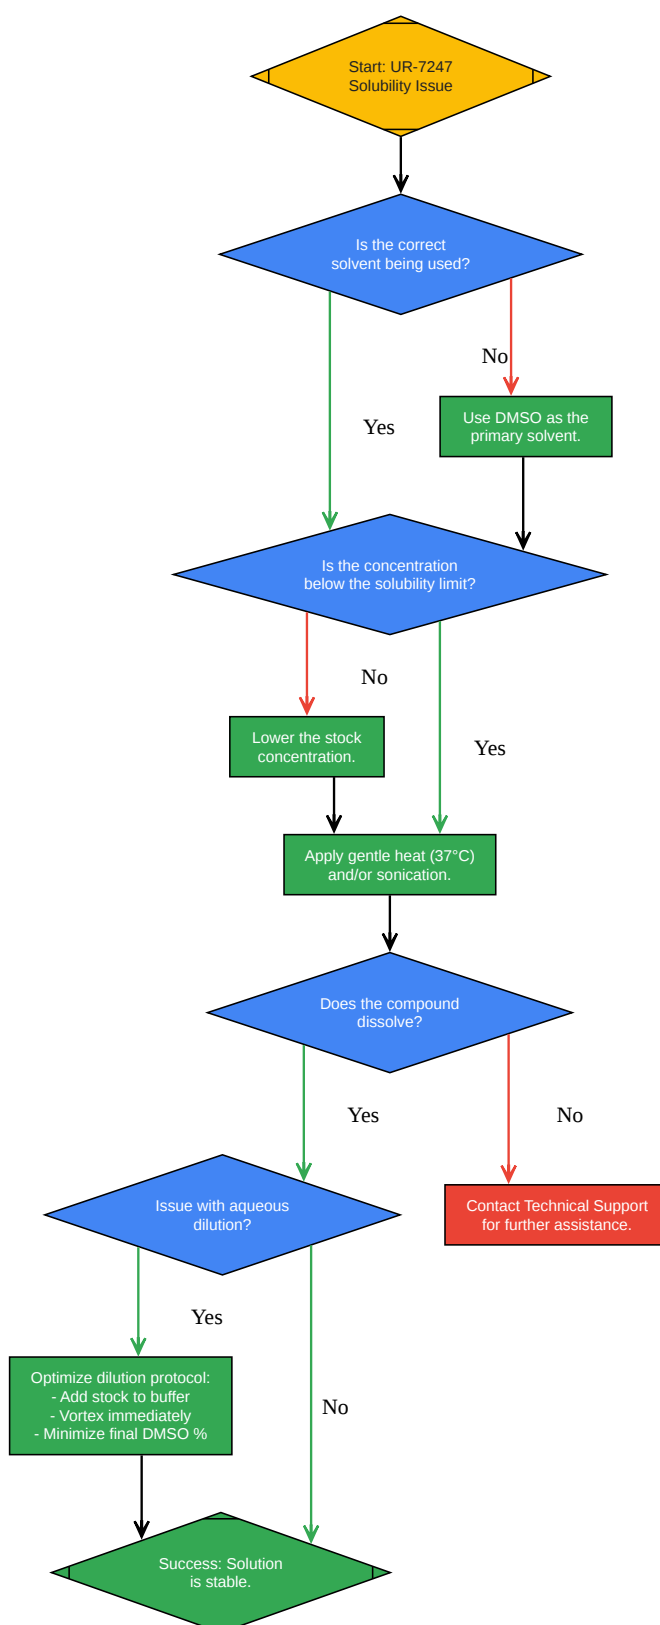 Start: UR-7247
Solubility Issue
Is the correct
solvent being used?
No
Use DMSO as the
primary solvent.
Yes
Is the concentration
below the solubility limit?
No
Lower the stock
concentration.
Yes
Apply gentle heat (37°C)
and/or sonication.
Does the compound
dissolve?
Yes
No
Issue with aqueous
dilution?
Contact Technical Support
for further assistance.
Yes
Optimize dilution protocol:
- Add stock to buffer
- Vortex immediately
- Minimize final DMSO %
No
Success: Solution
is stable.